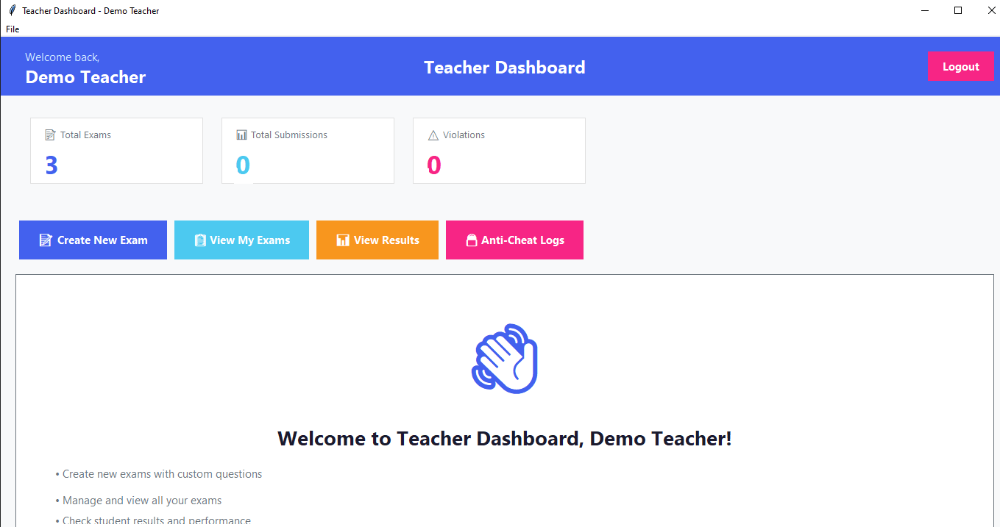 Teacher Dashboard - Demo Teacher
File
Welcome back,
Demo Teacher
Teacher Dashboard
Logout
Total Exams
3
Total Submissions
0
Violations
0
Create New Exam
View My Exams
View Results
Anti-Cheat Logs
Welcome to Teacher Dashboard, Demo Teacher!
• Create new exams with custom questions
• Manage and view all your exams
• Check student results and performance